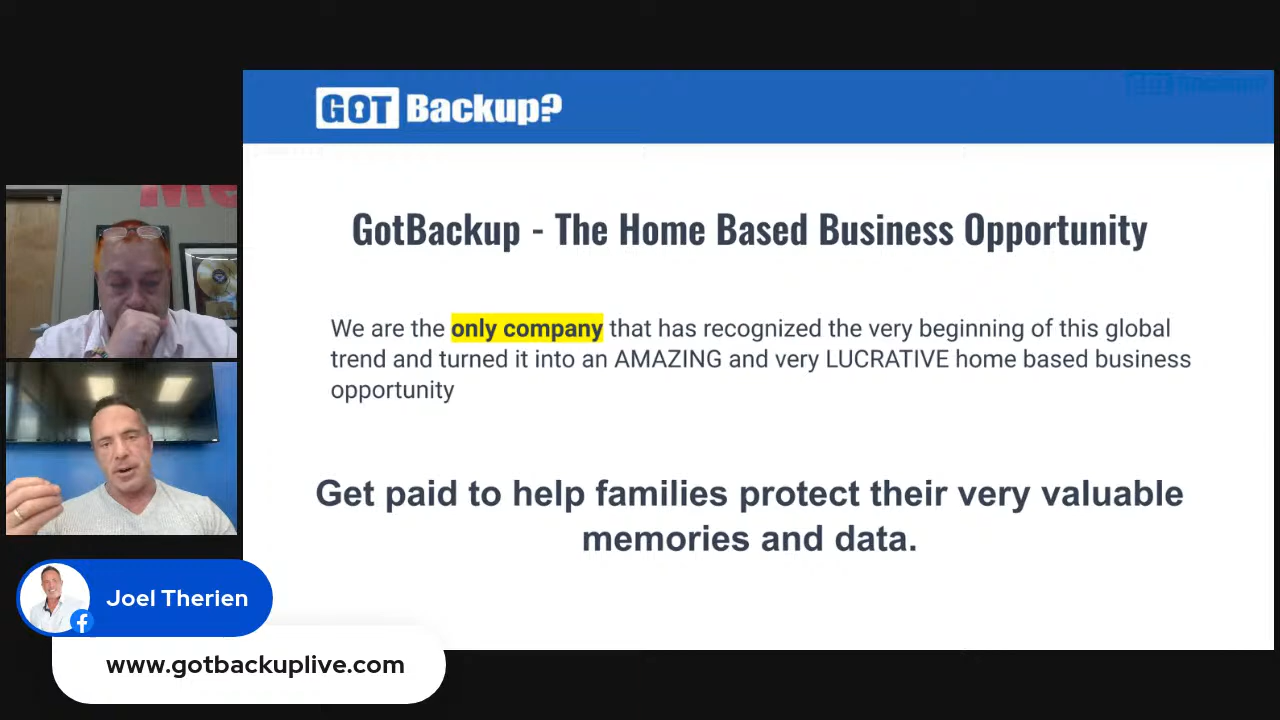 GOT Backup?
GotBackup - The Home Based Business Opportunity
We are the only company that has recognized the very beginning of this global
trend and turned it into an AMAZING and very LUCRATIVE home based business
opportunity
Get paid to help families protect their very valuable
memories and data.
Me
Joel Therien
www.gotbackuplive.com